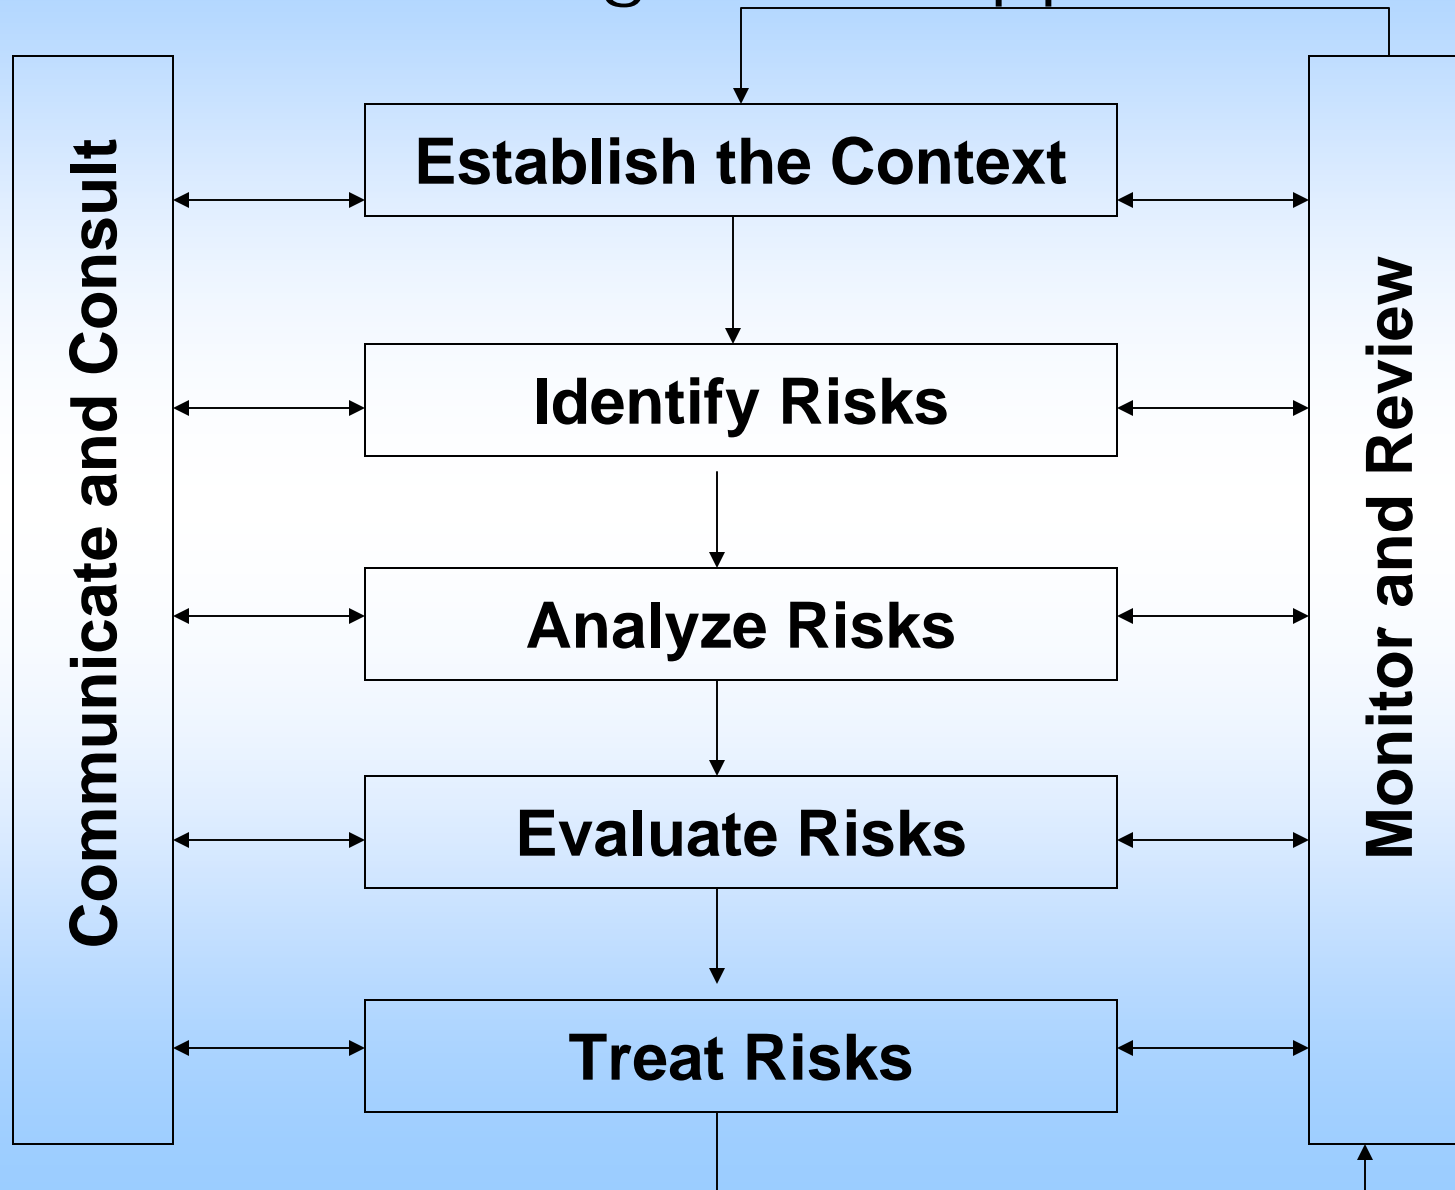 Communicate and Consult
Establish the Context
Identify Risks
Analyze Risks
Evaluate Risks
Treat Risks
Monitor and Review